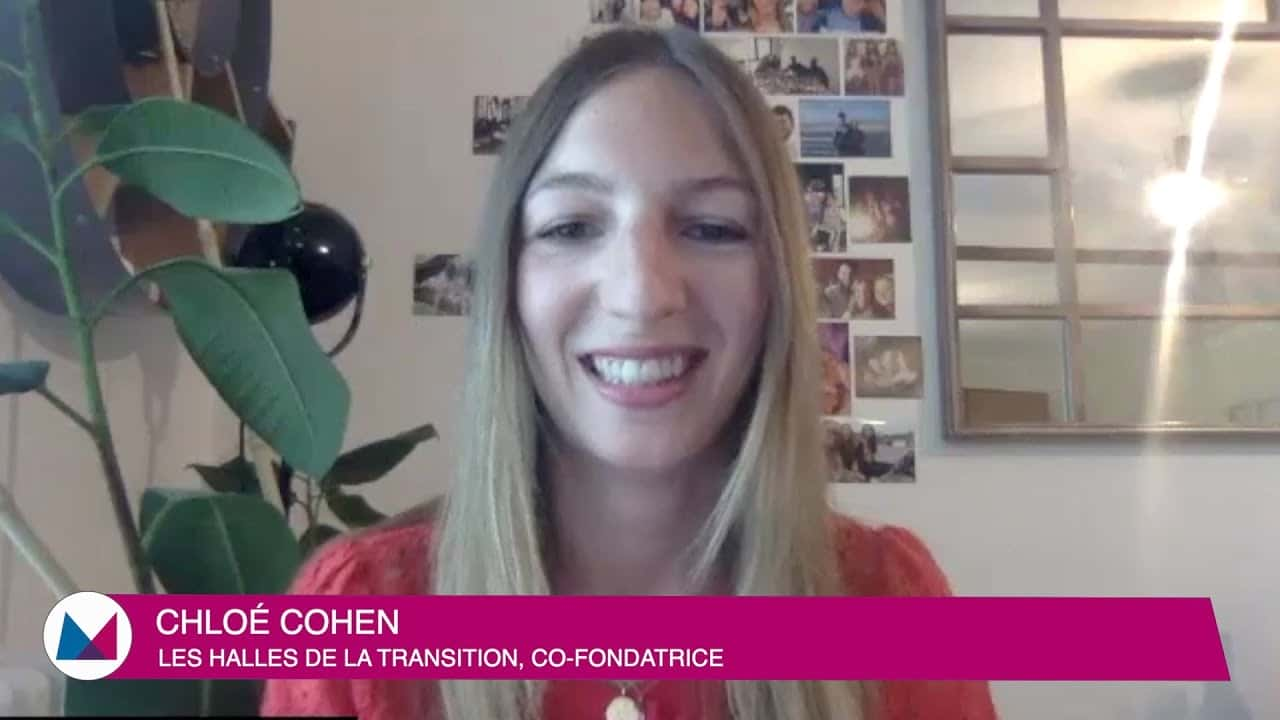 CHLOÉ COHEN
LES HALLES DE LA TRANSITION, CO-FONDATRICE